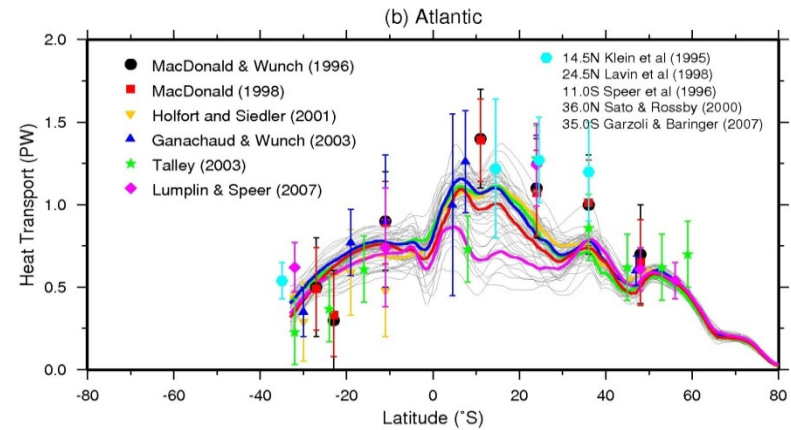 (b) Atlantic
2.0
1.5
1.0
0.5
0.0
Heat Transport (PW)
MacDonald & Wunch (1996)
MacDonald (1998)
Holfort and Siedler (2001)
Ganachaud & Wunch (2003)
Talley (2003)
Lumplin & Speer (2007)
14.5N Klein et al (1995)
24.5N Lavin et al (1998)
11.0S Speer et al (1996)
36.0N Sato & Rossby (2000)
35.0S Garzoli & Baringer (2007)
-80 -60 -40 -20 0 20 40 60 80
Latitude (˚S)